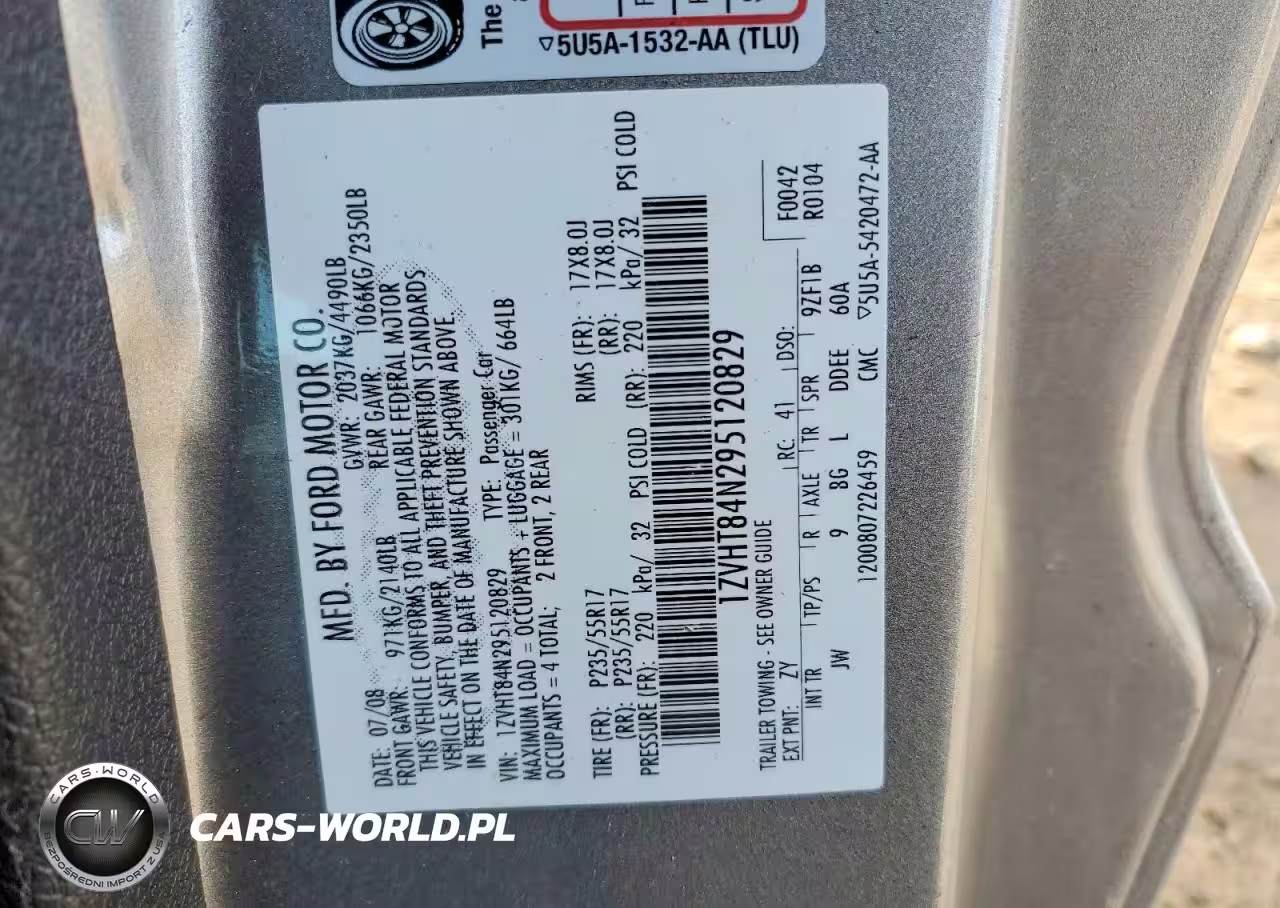 The
▽5U5A-1532-AA (TLU)
MFD. BY FORD MOTOR CO.
DATE: 07/08 GVWR: 2037KG/4490LB
FRONT GAWR: 971KG/2140LB REAR GAWR: 1066KG/2350LB
THIS VEHICLE CONFORMS TO ALL APPLICABLE FEDERAL MOTOR
VEHICLE SAFETY, BUMPER, AND THEFT PREVENTION STANDARDS
IN EFFECT ON THE DATE OF MANUFACTURE SHOWN ABOVE.
VIN: 1ZVHT84N295120829 TYPE: Passenger Car
MAXIMUM LOAD = OCCUPANTS + LUGGAGE = 301KG/ 664LB
OCCUPANTS = 4 TOTAL; 2 FRONT, 2 REAR
TIRE (FR): P235/55R17 RIMS (FR): 17X8.0J
(RR): P235/55R17 (RR): 17X8.0J
PRESSURE (FR): 220 kPa/ 32 PSI COLD (RR): 220 kPa/ 32 PSI COLD
1ZVHT84N295120829
TRAILER TOWING - SEE OWNER GUIDE
EXT PNT: ZY RC: 41 DSO: F0042
INT TR TP/PS R AXLE TR SPR 9ZF1B R0104
JW 9 BG L DDEE 60A
12008072226459 CMC ▽5U5A-5420472-AA
CARS-WORLD
CW
BEZPOŚREDNI IMPORT Z USA
CARS-WORLD.PL